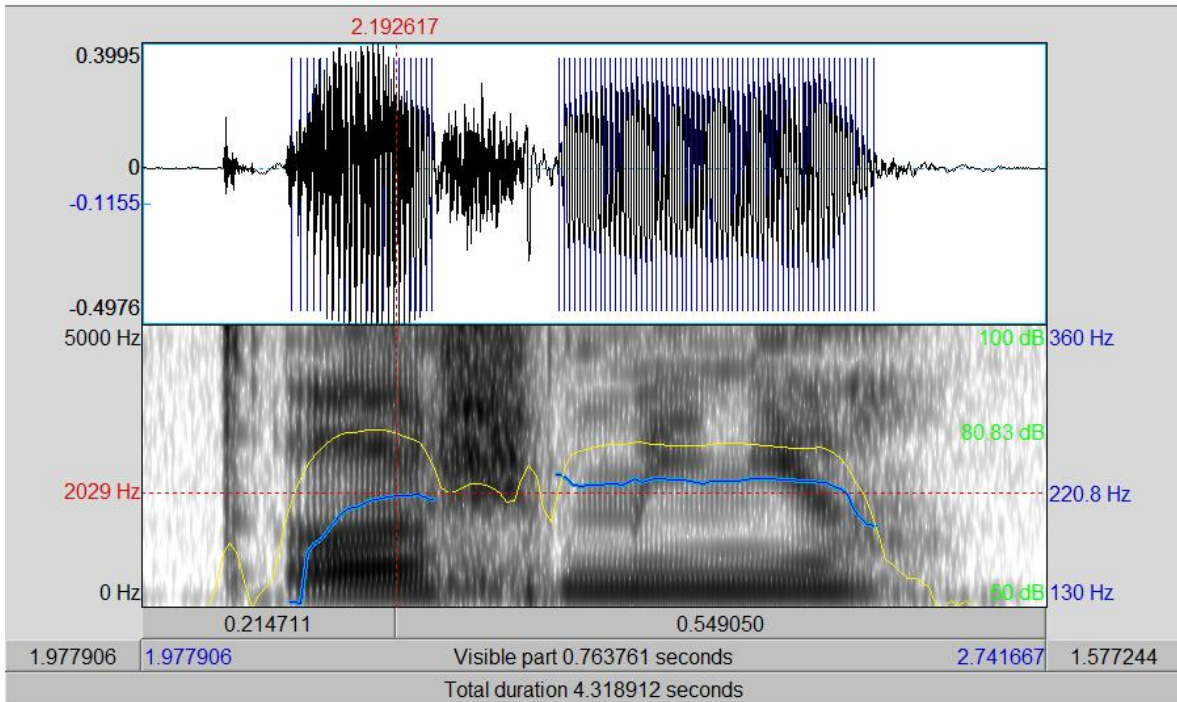 2.192617
0.3995
0
-0.1155
-0.4976
5000 Hz 100 dB 360 Hz
80.83 dB
2029 Hz 220.8 Hz
0 Hz 50 dB 130 Hz
0.214711 0.549050
1.977906 1.977906 Visible part 0.763761 seconds 2.741667 1.577244
Total duration 4.318912 seconds